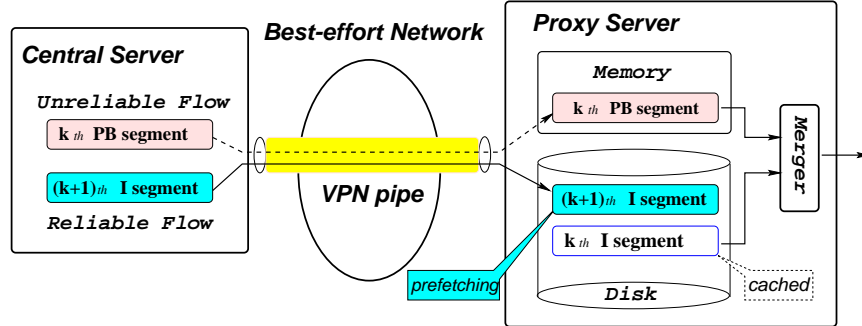 Central Server
Unreliable Flow
k th PB segment
(k+1)th I segment
Reliable Flow
Best-effort Network
VPN pipe
Proxy Server
Memory
k th PB segment
(k+1)th I segment
k th I segment
prefetching
cached
Disk
Merger